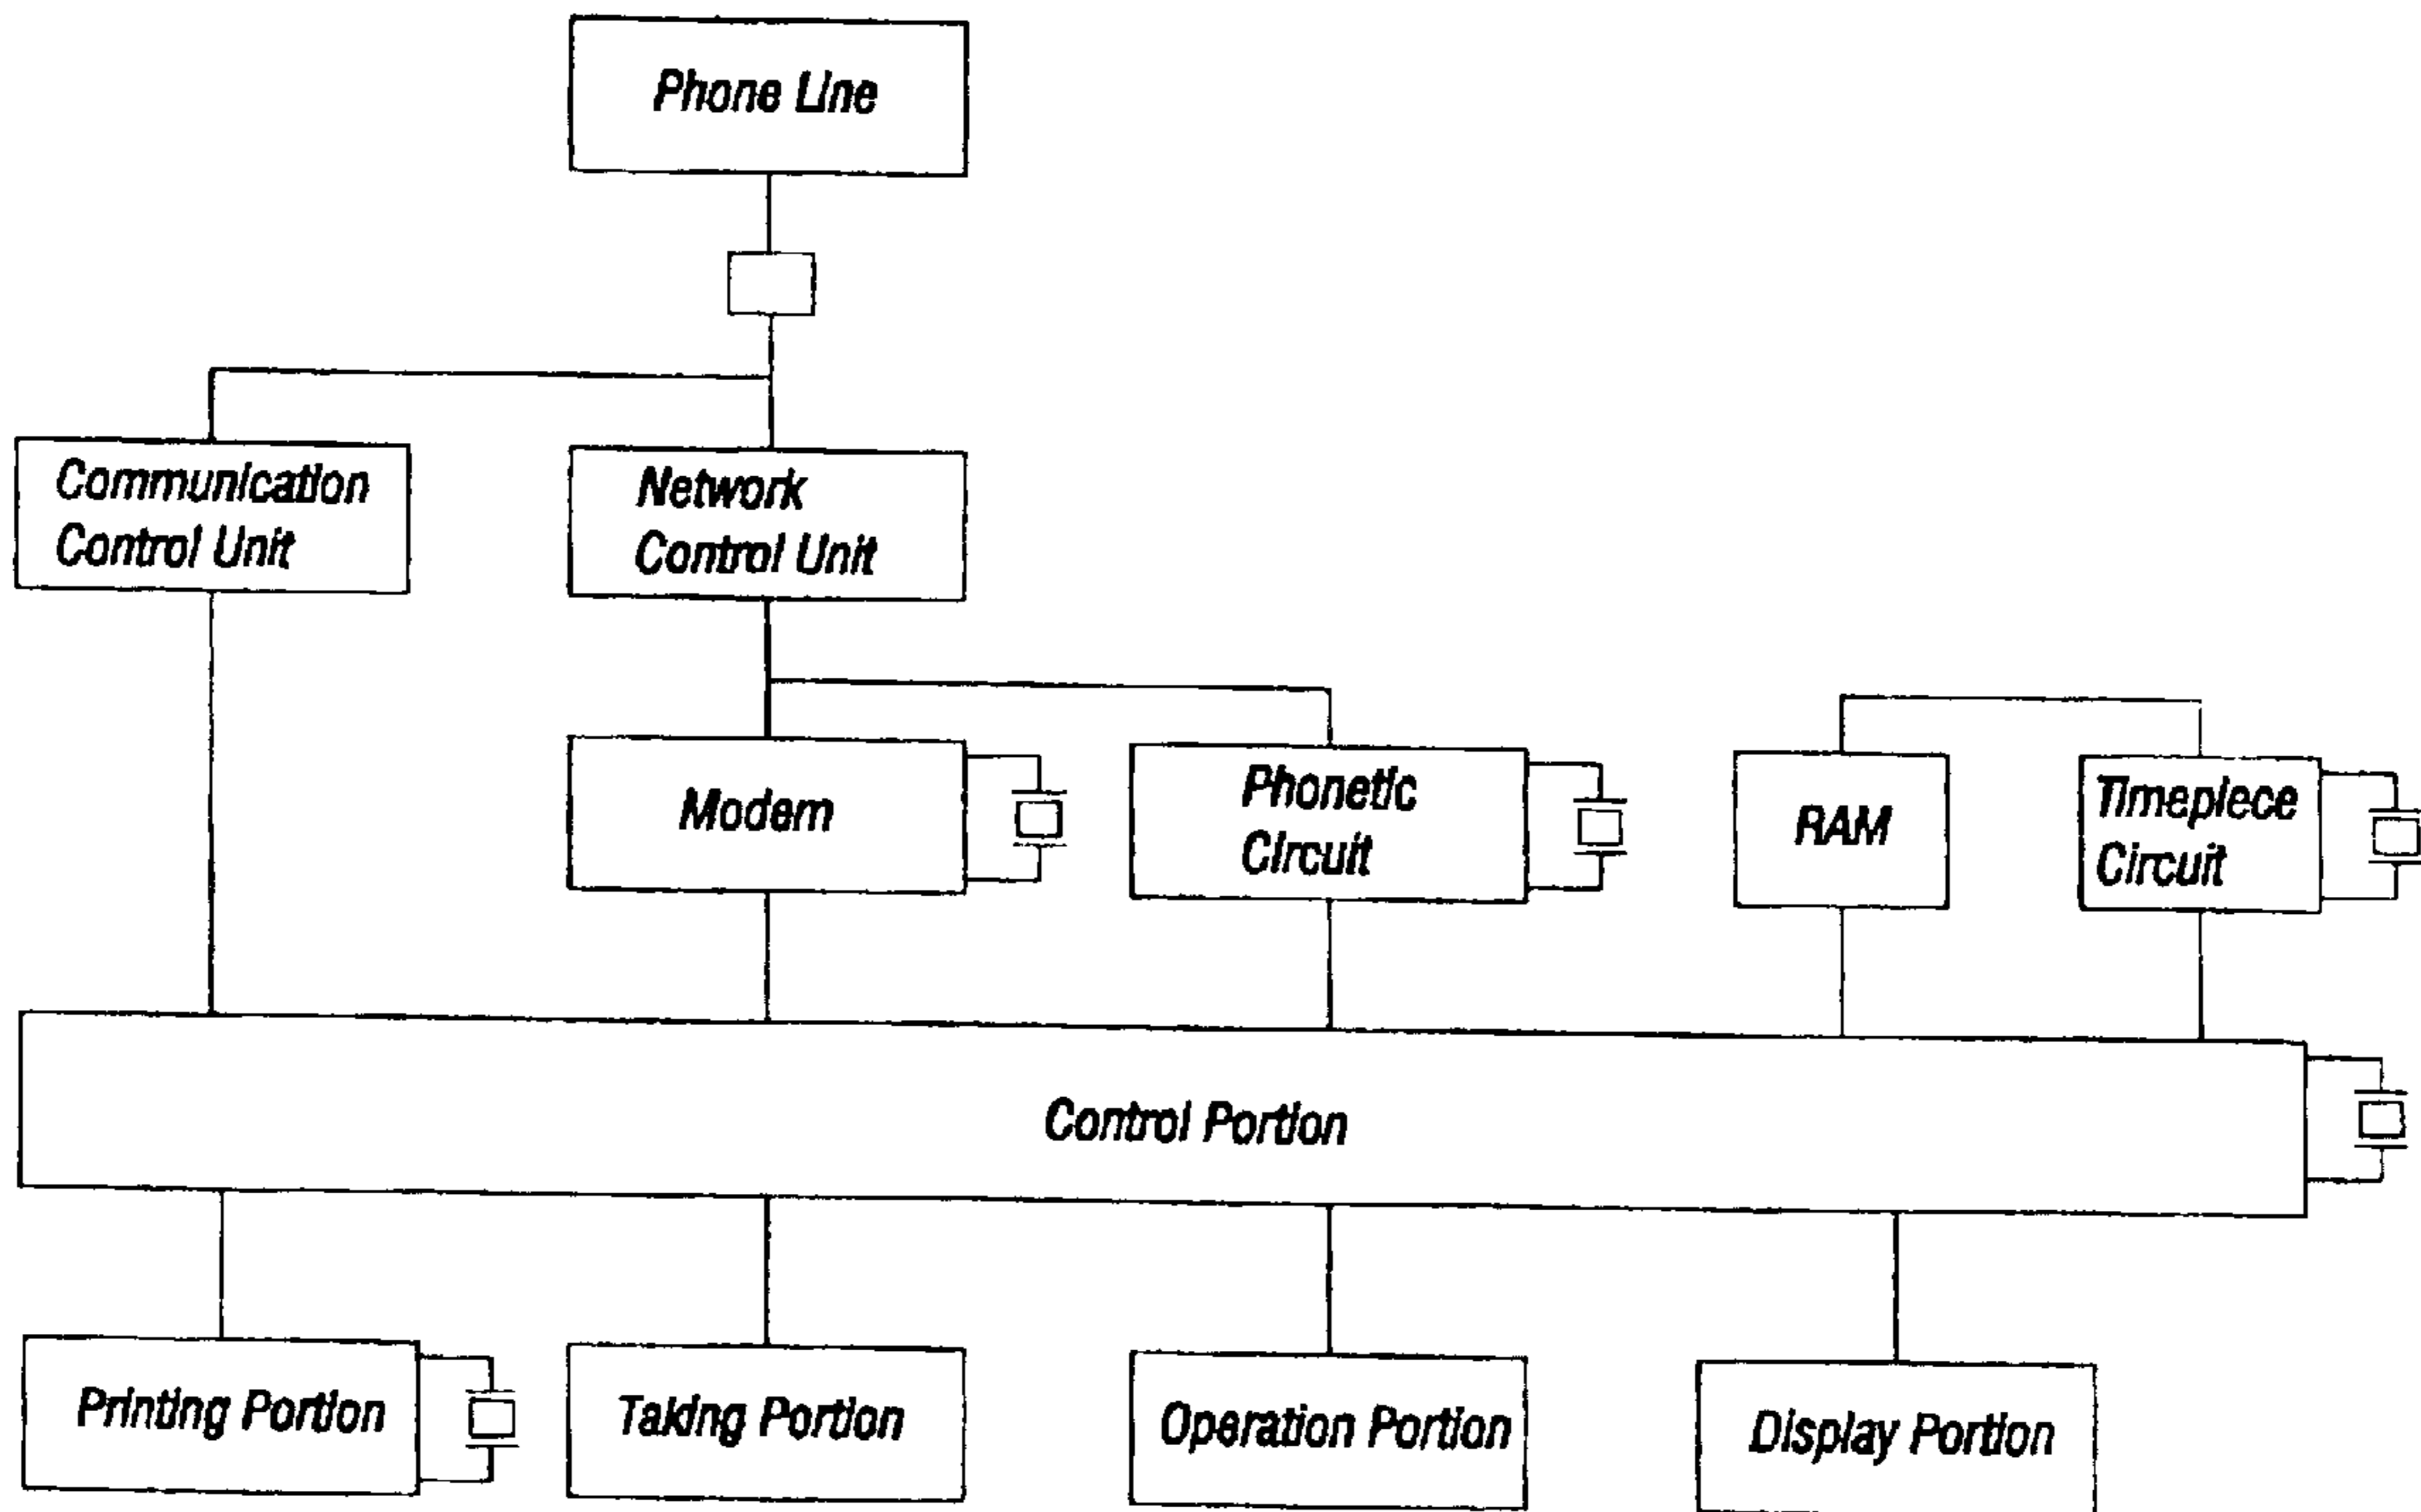 Phone Line
Communication
Control Unit
Network
Control Unit
Modem
Phonetic
Circuit
RAM
Timepiece
Circuit
Control Portion
Printing Portion
Taking Portion
Operation Portion
Display Portion